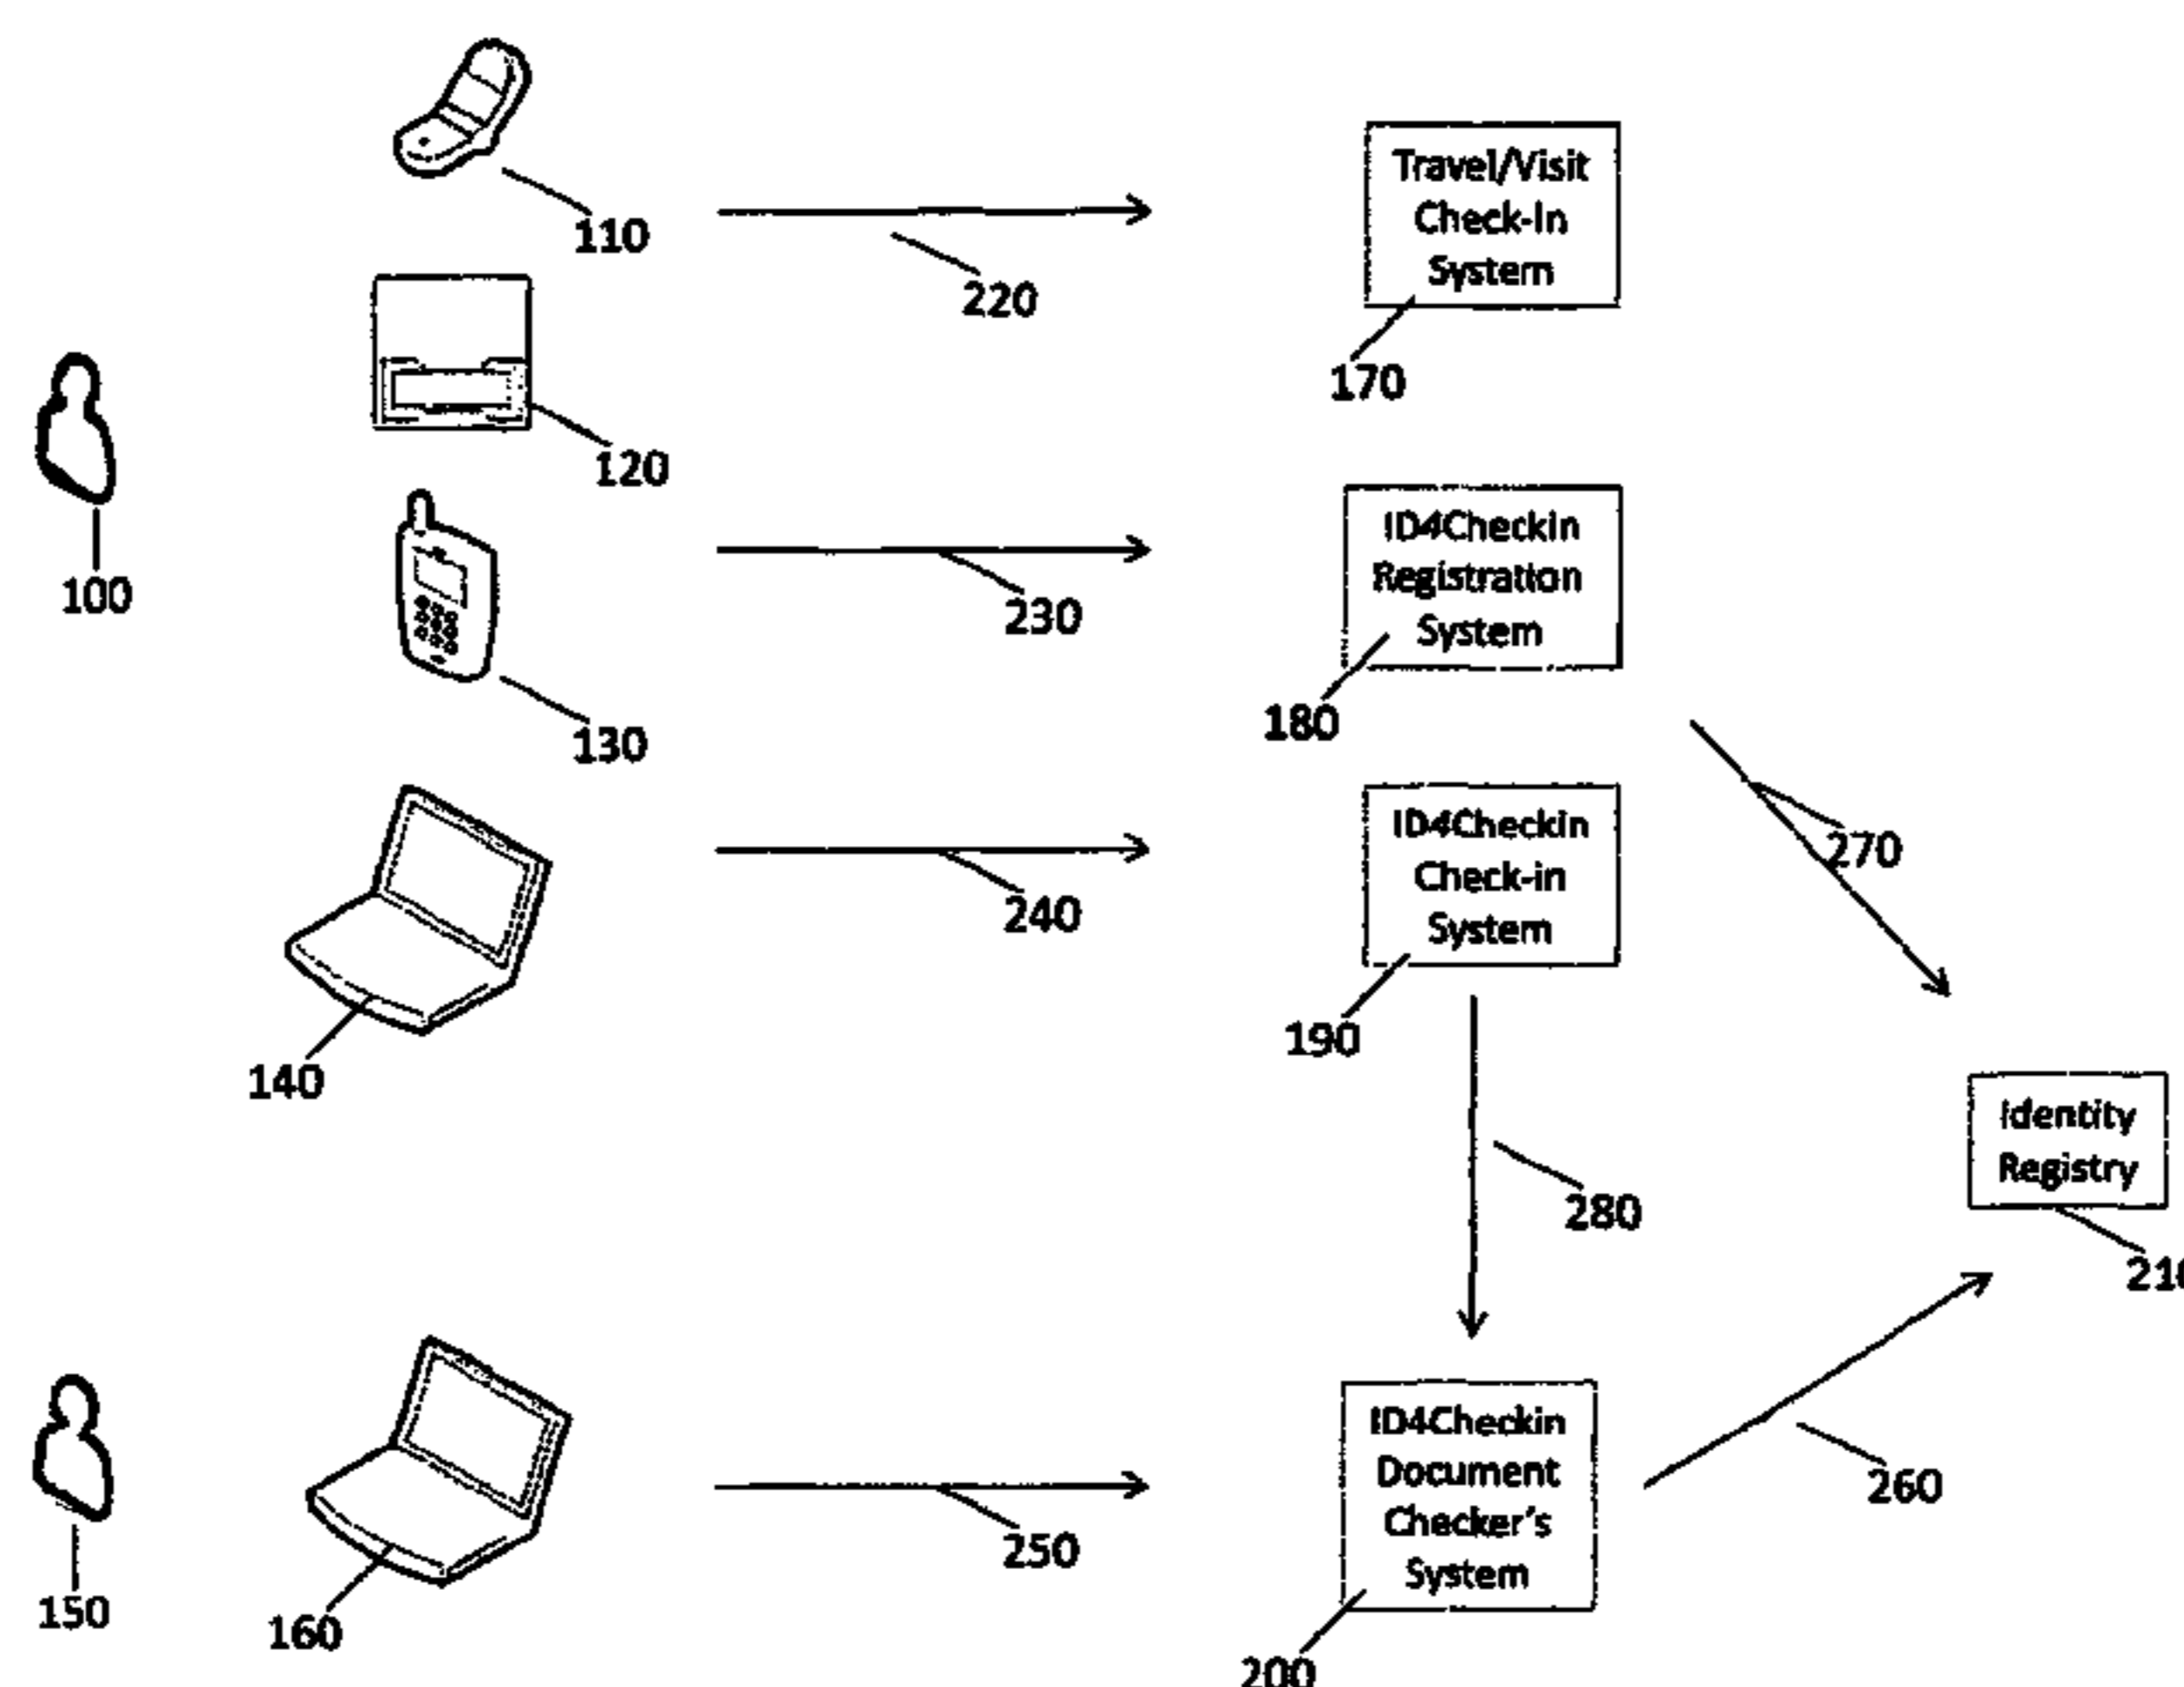 110
220
Travel/Visit
Check-In
System
170
120
100
130
230
ID4Checkin
Registration
System
180
270
140
240
ID4Checkin
Check-in
System
190
280
Identity
Registry
210
150
160
250
ID4Checkin
Document
Checker's
System
200
260